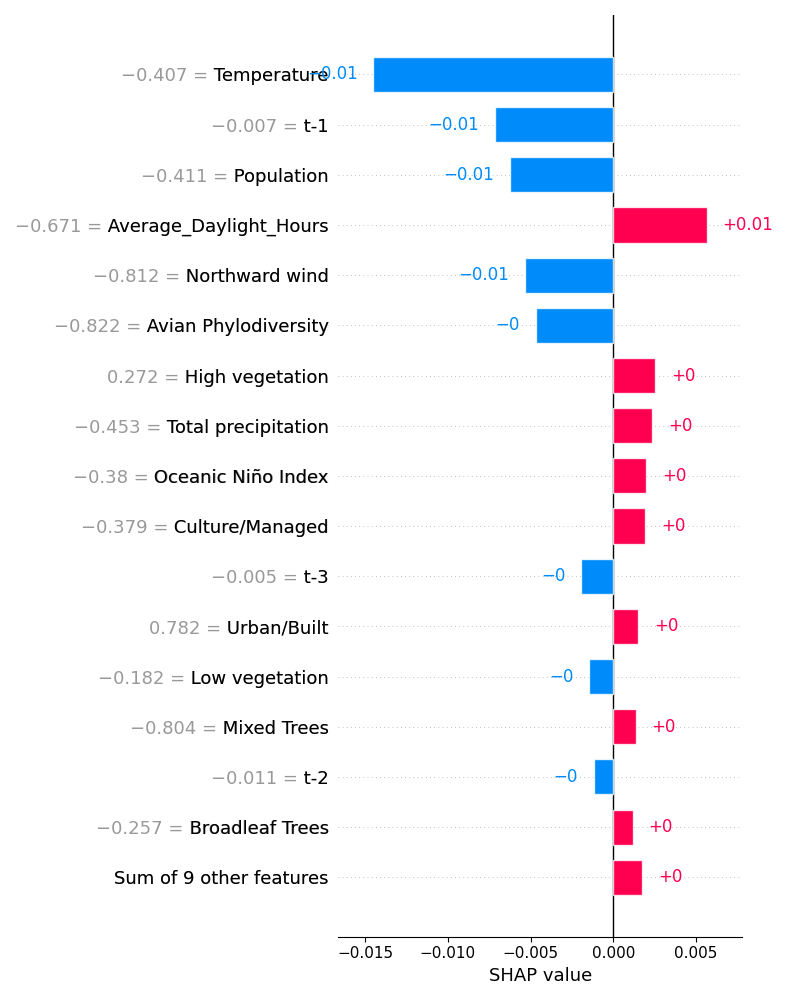 −0.407 = Temperature −0.01
−0.007 = t-1 −0.01
−0.411 = Population −0.01
−0.671 = Average_Daylight_Hours +0.01
−0.812 = Northward wind −0.01
−0.822 = Avian Phylodiversity −0
0.272 = High vegetation +0
−0.453 = Total precipitation +0
−0.38 = Oceanic Niño Index +0
−0.379 = Culture/Managed +0
−0.005 = t-3 −0
0.782 = Urban/Built +0
−0.182 = Low vegetation −0
−0.804 = Mixed Trees +0
−0.011 = t-2 −0
−0.257 = Broadleaf Trees +0
Sum of 9 other features +0
−0.015 −0.010 −0.005 0.000 0.005
SHAP value